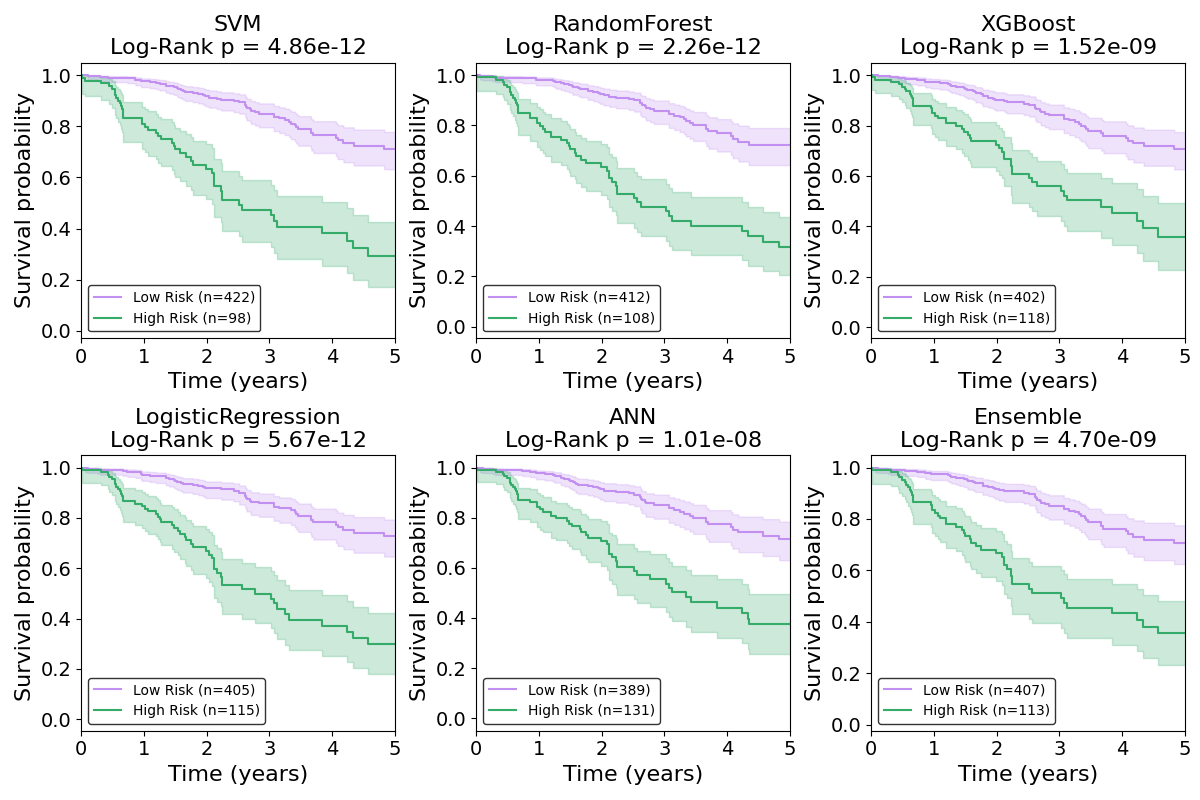 SVM
Log-Rank p = 4.86e-12
Survival probability
1.0
0.8
0.6
0.4
0.2
0.0
Low Risk (n=422)
High Risk (n=98)
0 1 2 3 4 5
Time (years)
RandomForest
Log-Rank p = 2.26e-12
Survival probability
1.0
0.8
0.6
0.4
0.2
0.0
Low Risk (n=412)
High Risk (n=108)
0 1 2 3 4 5
Time (years)
XGBoost
Log-Rank p = 1.52e-09
Survival probability
1.0
0.8
0.6
0.4
0.2
0.0
Low Risk (n=402)
High Risk (n=118)
0 1 2 3 4 5
Time (years)
LogisticRegression
Log-Rank p = 5.67e-12
Survival probability
1.0
0.8
0.6
0.4
0.2
0.0
Low Risk (n=405)
High Risk (n=115)
0 1 2 3 4 5
Time (years)
ANN
Log-Rank p = 1.01e-08
Survival probability
1.0
0.8
0.6
0.4
0.2
0.0
Low Risk (n=389)
High Risk (n=131)
0 1 2 3 4 5
Time (years)
Ensemble
Log-Rank p = 4.70e-09
Survival probability
1.0
0.8
0.6
0.4
0.2
0.0
Low Risk (n=407)
High Risk (n=113)
0 1 2 3 4 5
Time (years)